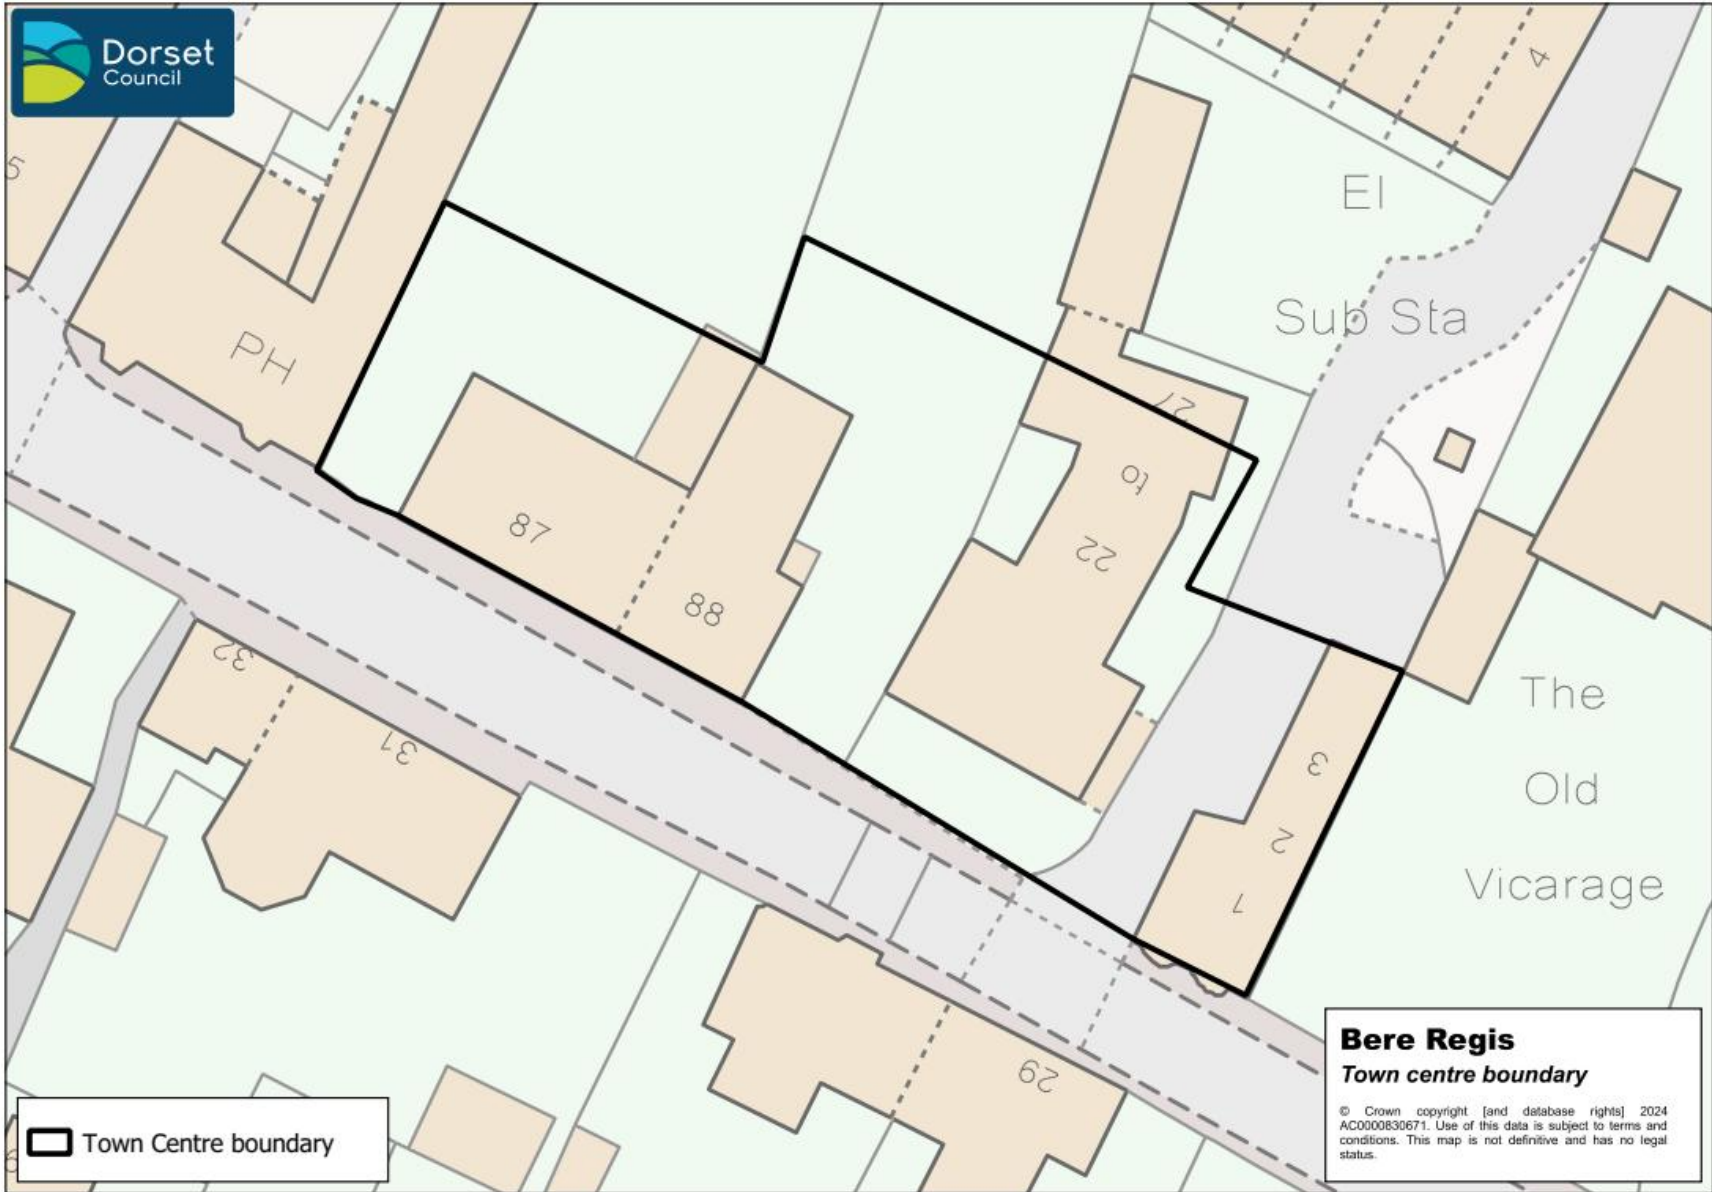 Dorset
Council
4
5
El
Sub Sta
PH
27
to
22
87
88
32
31
3
2
1
The
Old
Vicarage
29
Bere Regis
Town centre boundary
© Crown copyright [and database rights] 2024
AC0000830671. Use of this data is subject to terms and
conditions. This map is not definitive and has no legal
status.
Town Centre boundary